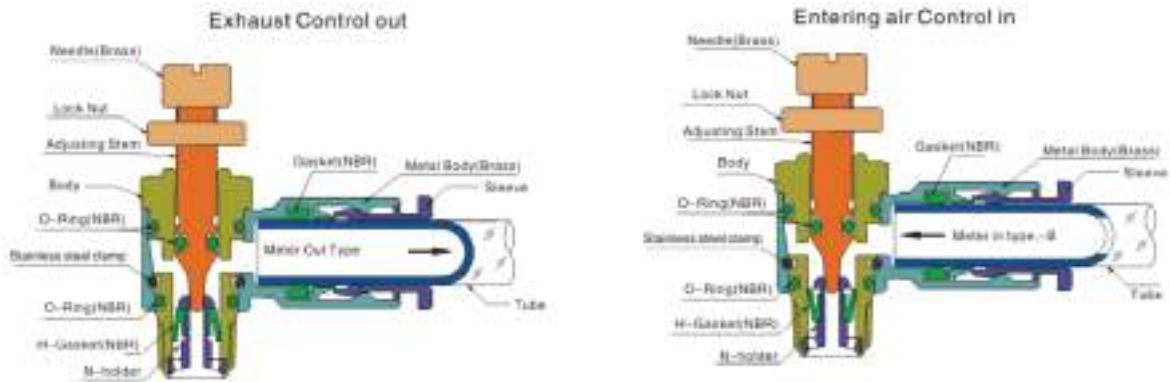 Exhaust Control out
Needle(Brass)
Lock Nut
Adjusting Stem
Gasket(NBR)
Metal Body(Brass)
Body
Sleeve
O-Ring(NBR)
Meter Out Type
Stainless steel clamp
O-Ring(NBR)
Tube
H-Gasket(NBR)
N-holder
Entering air Control in
Needle(Brass)
Lock Nut
Adjusting Stem
Gasket(NBR)
Metal Body(Brass)
Body
Sleeve
O-Ring(NBR)
Meter in type,-B
Stainless steel clamp
O-Ring(NBR)
Tube
H-Gasket(NBR)
N-holder